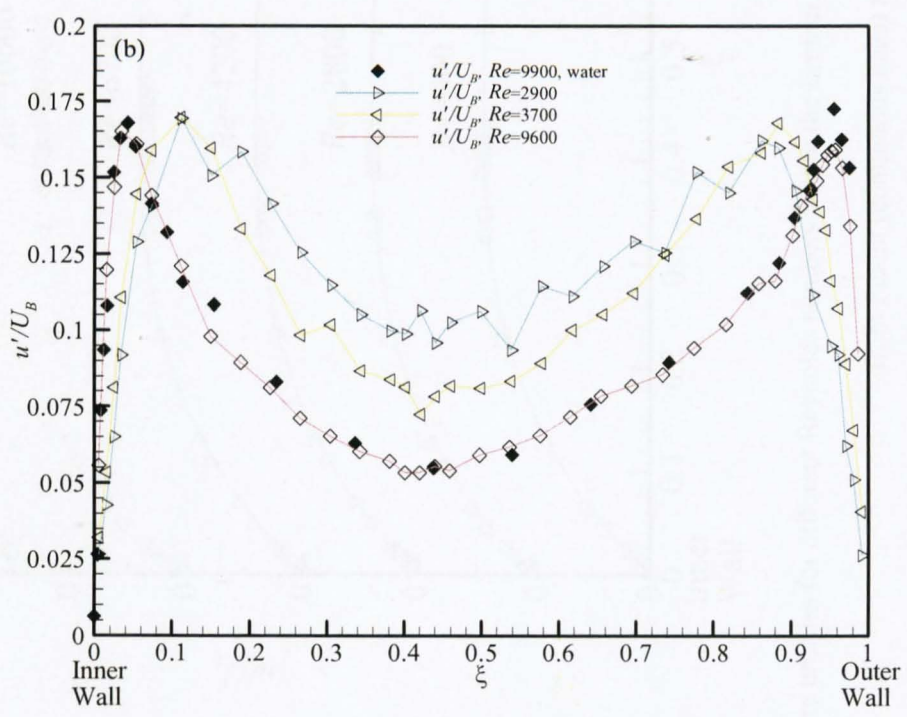 (b)
u'/U_B, Re=9900, water
u'/U_B, Re=2900
u'/U_B, Re=3700
u'/U_B, Re=9600
0.2
0.175
0.15
0.125
0.1
0.075
0.05
0.025
0
u'/U_B
0 0.1 0.2 0.3 0.4 0.5 0.6 0.7 0.8 0.9 1
Inner Wall
ξ
Outer Wall